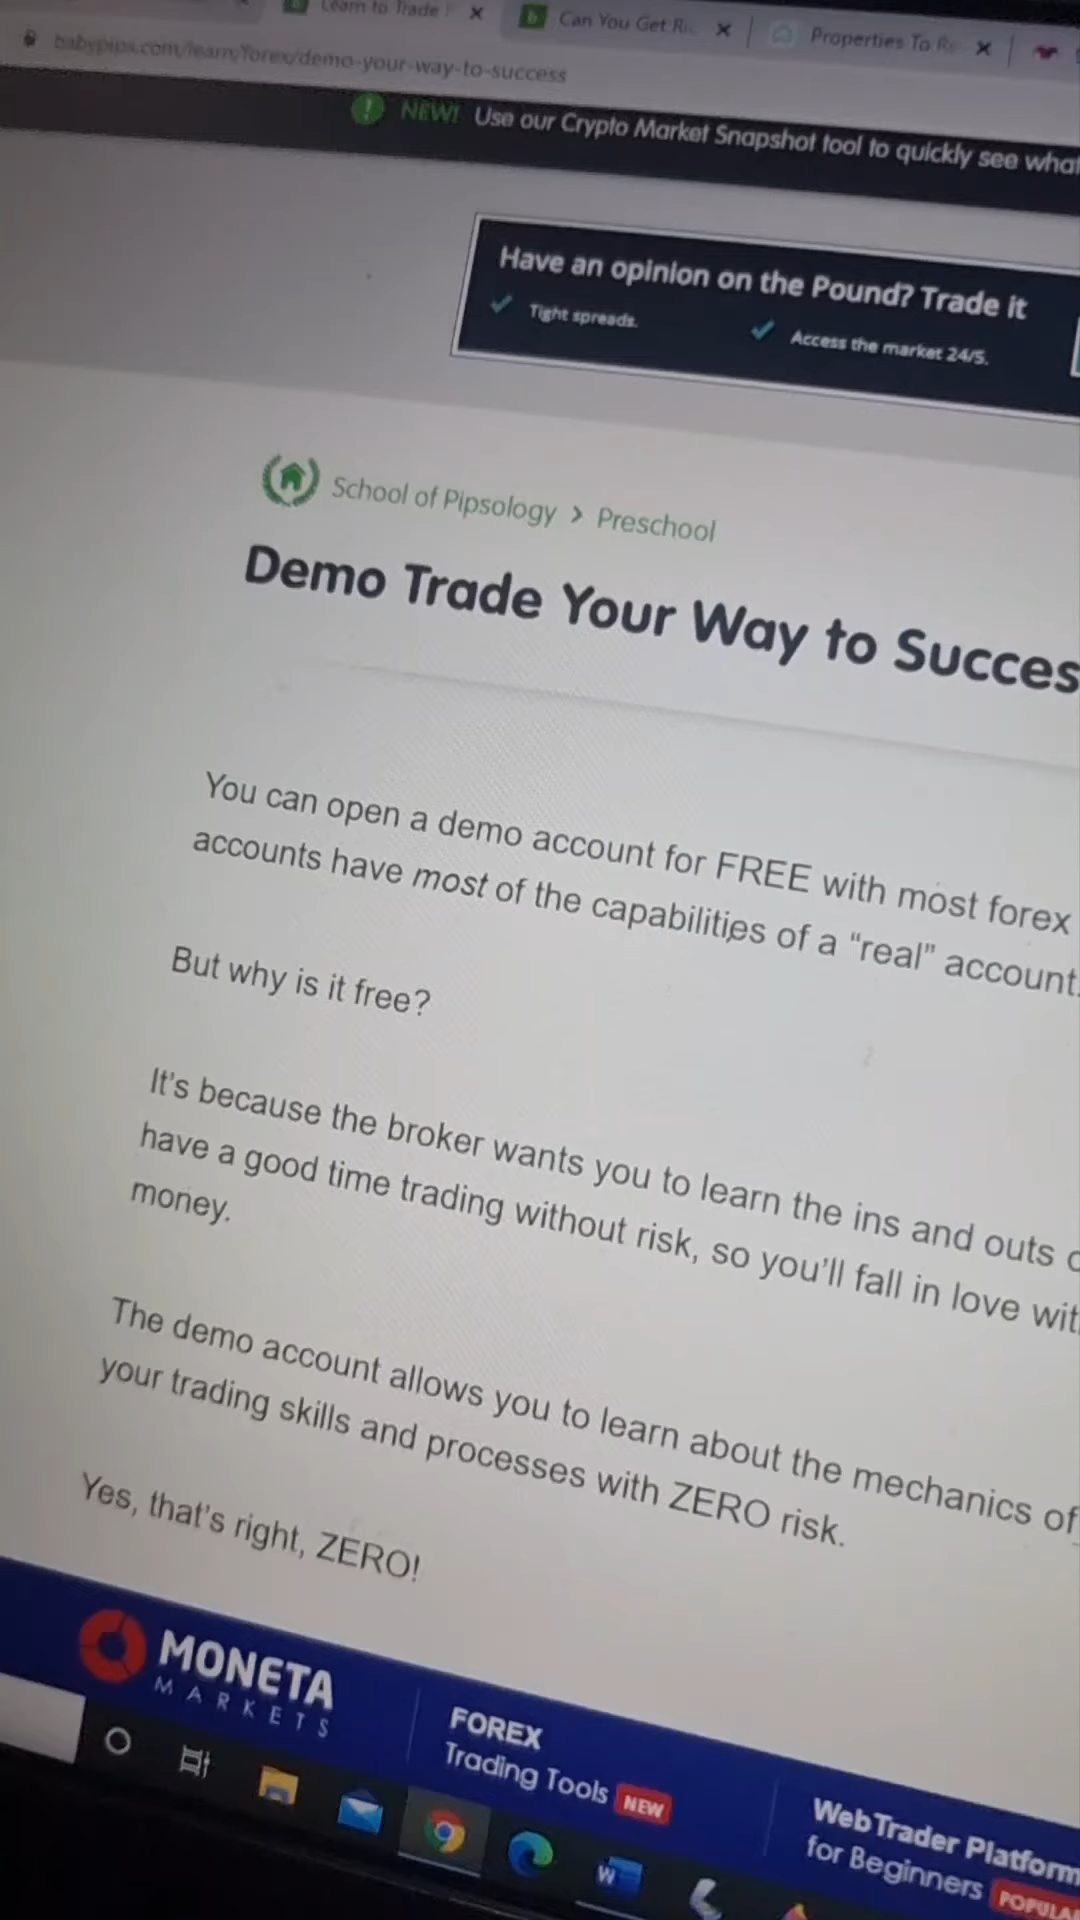 Learn to Trade
Can You Get Ric
Properties To Re
babypips.com/learn/forex/demo-your-way-to-success
NEW! Use our Crypto Market Snapshot tool to quickly see what
Have an opinion on the Pound? Trade it
Tight spreads.
Access the market 24/5.
School of Pipsology > Preschool
Demo Trade Your Way to Succes
You can open a demo account for FREE with most forex
accounts have most of the capabilities of a “real” account.
But why is it free?
It's because the broker wants you to learn the ins and outs o
have a good time trading without risk, so you'll fall in love wit
money.
The demo account allows you to learn about the mechanics of
your trading skills and processes with ZERO risk.
Yes, that's right, ZERO!
MONETA
MARKETS
FOREX
Trading Tools NEW
WebTrader Platform
for Beginners POPULAR
W